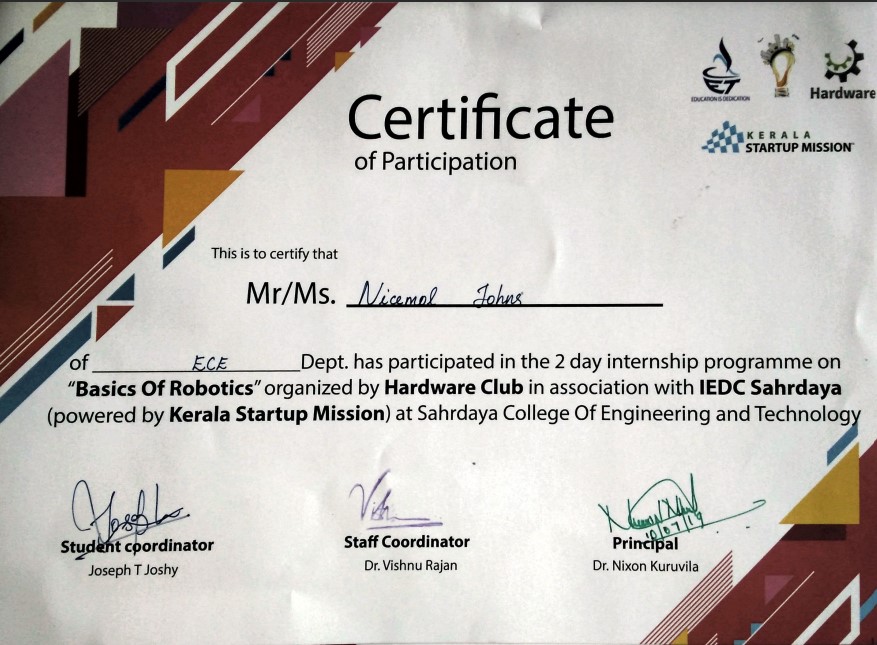 Certificate
of Participation
EDUCATION IS DEDICATION
Hardware
KERALA
STARTUP MISSION
This is to certify that
Mr/Ms. Nicemol Johns
of ECE Dept. has participated in the 2 day internship programme on
“Basics Of Robotics” organized by Hardware Club in association with IEDC Sahrdaya
(powered by Kerala Startup Mission) at Sahrdaya College Of Engineering and Technology
Student coordinator
Joseph T Joshy
Staff Coordinator
Dr. Vishnu Rajan
Principal
Dr. Nixon Kuruvila